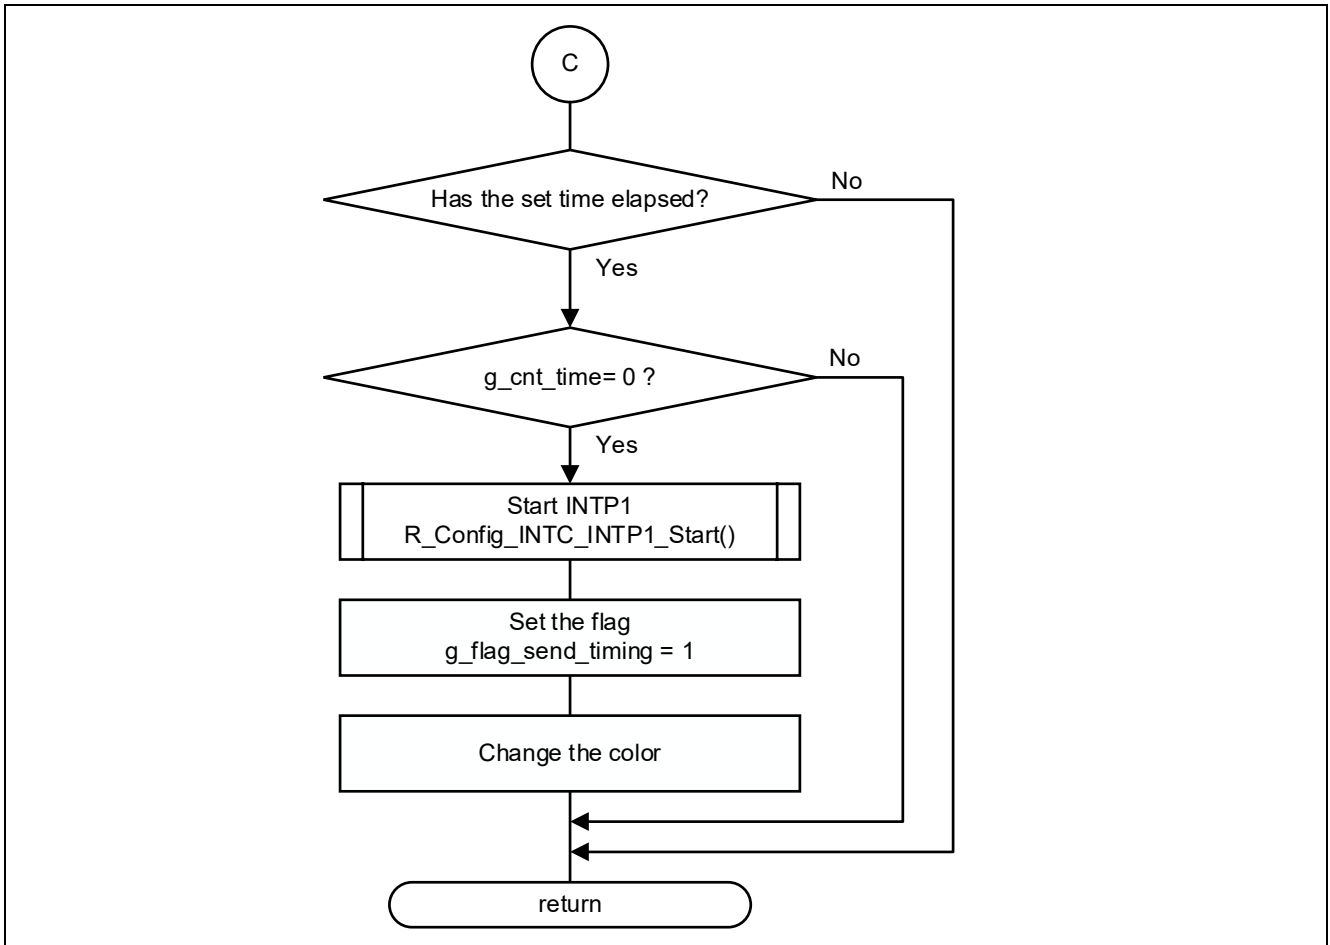 C
Has the set time elapsed?
No
Yes
g_cnt_time= 0 ?
No
Yes
Start INTP1
R_Config_INTC_INTP1_Start()
Set the flag
g_flag_send_timing = 1
Change the color
return